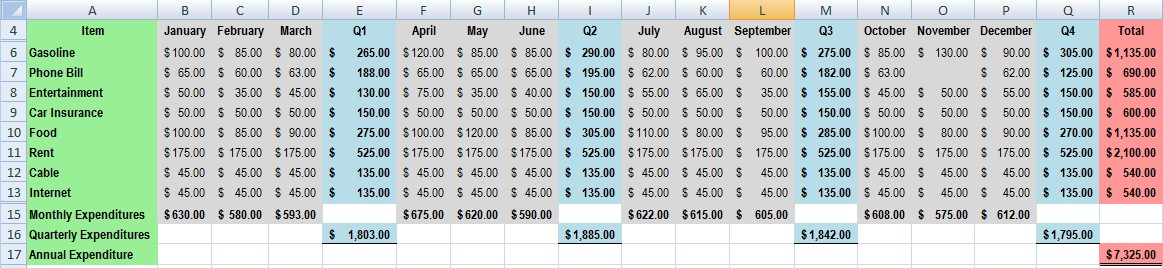 A B C D E F G H I J K L M N O P Q R
4 Item January February March Q1 April May June Q2 July August September Q3 October November December Q4 Total
6 Gasoline $100.00 $ 85.00 $ 80.00 $ 265.00 $120.00 $ 85.00 $ 85.00 $ 290.00 $ 80.00 $ 95.00 $ 100.00 $ 275.00 $ 85.00 $ 130.00 $ 90.00 $ 305.00 $1,135.00
7 Phone Bill $ 65.00 $ 60.00 $ 63.00 $ 188.00 $ 65.00 $ 65.00 $ 65.00 $ 195.00 $ 62.00 $ 60.00 $ 60.00 $ 182.00 $ 63.00 $ 62.00 $ 125.00 $ 690.00
8 Entertainment $ 50.00 $ 35.00 $ 45.00 $ 130.00 $ 75.00 $ 35.00 $ 40.00 $ 150.00 $ 55.00 $ 65.00 $ 35.00 $ 155.00 $ 45.00 $ 50.00 $ 55.00 $ 150.00 $ 585.00
9 Car Insurance $ 50.00 $ 50.00 $ 50.00 $ 150.00 $ 50.00 $ 50.00 $ 50.00 $ 150.00 $ 50.00 $ 50.00 $ 50.00 $ 150.00 $ 50.00 $ 50.00 $ 50.00 $ 150.00 $ 600.00
10 Food $100.00 $ 85.00 $ 90.00 $ 275.00 $100.00 $120.00 $ 85.00 $ 305.00 $110.00 $ 80.00 $ 95.00 $ 285.00 $100.00 $ 80.00 $ 90.00 $ 270.00 $1,135.00
11 Rent $175.00 $ 175.00 $175.00 $ 525.00 $175.00 $175.00 $175.00 $ 525.00 $175.00 $ 175.00 $ 175.00 $ 525.00 $175.00 $ 175.00 $ 175.00 $ 525.00 $2,100.00
12 Cable $ 45.00 $ 45.00 $ 45.00 $ 135.00 $ 45.00 $ 45.00 $ 45.00 $ 135.00 $ 45.00 $ 45.00 $ 45.00 $ 135.00 $ 45.00 $ 45.00 $ 45.00 $ 135.00 $ 540.00
13 Internet $ 45.00 $ 45.00 $ 45.00 $ 135.00 $ 45.00 $ 45.00 $ 45.00 $ 135.00 $ 45.00 $ 45.00 $ 45.00 $ 135.00 $ 45.00 $ 45.00 $ 45.00 $ 135.00 $ 540.00
15 Monthly Expenditures $630.00 $ 580.00 $593.00 $675.00 $620.00 $590.00 $622.00 $615.00 $ 605.00 $608.00 $ 575.00 $ 612.00
16 Quarterly Expenditures $ 1,803.00 $1,885.00 $1,842.00 $1,795.00
17 Annual Expenditure $7,325.00